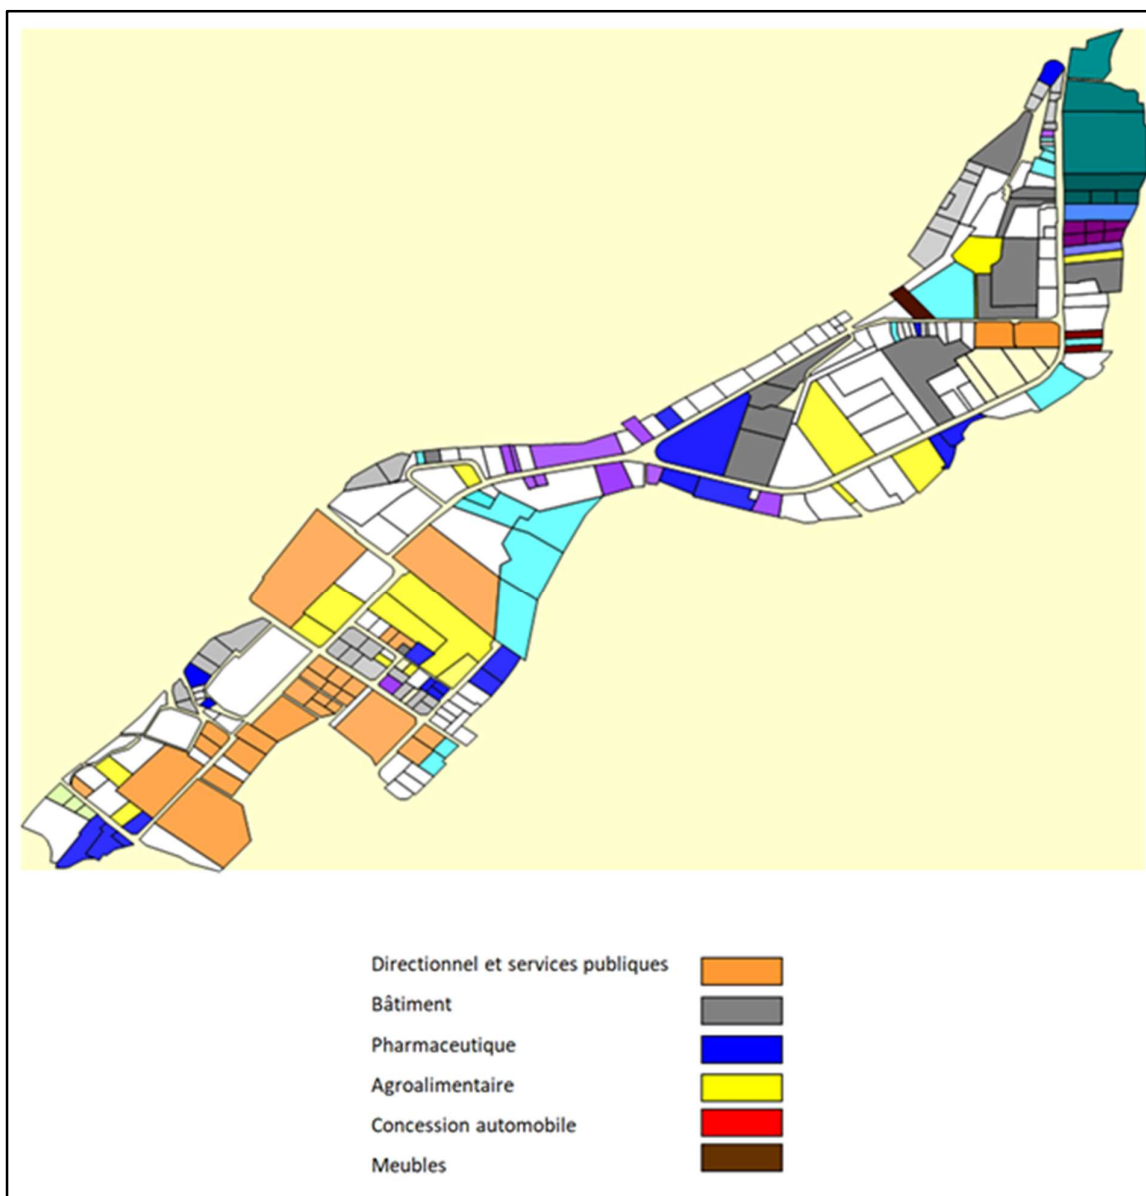 Directionnel et services publiques
Bâtiment
Pharmaceutique
Agroalimentaire
Concession automobile
Meubles